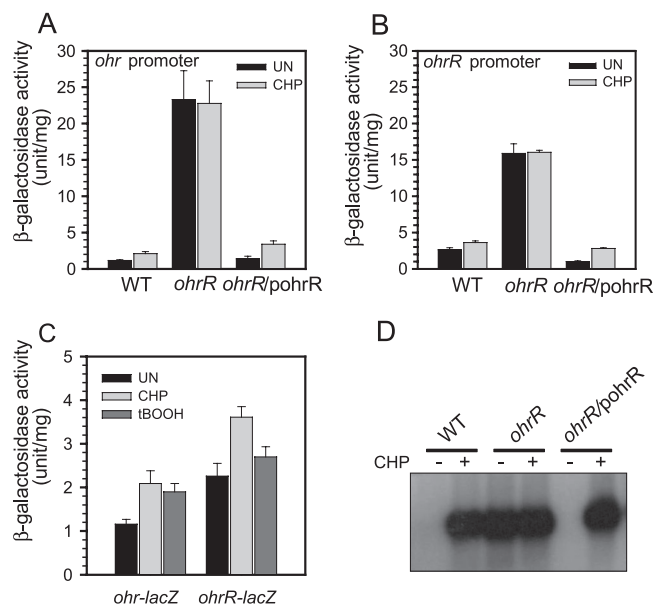 A
β-galactosidase activity
(unit/mg)
30
25
20
15
10
5
0
ohr promoter
UN
CHP
WT
ohrR
ohrR/pohrR
B
β-galactosidase activity
(unit/mg)
30
25
20
15
10
5
0
ohrR promoter
UN
CHP
WT
ohrR
ohrR/pohrR
C
β-galactosidase activity
(unit/mg)
5
4
3
2
1
0
UN
CHP
tBOOH
ohr-lacZ
ohrR-lacZ
D
WT
ohrR
ohrR/pohrR
CHP - + - + - +